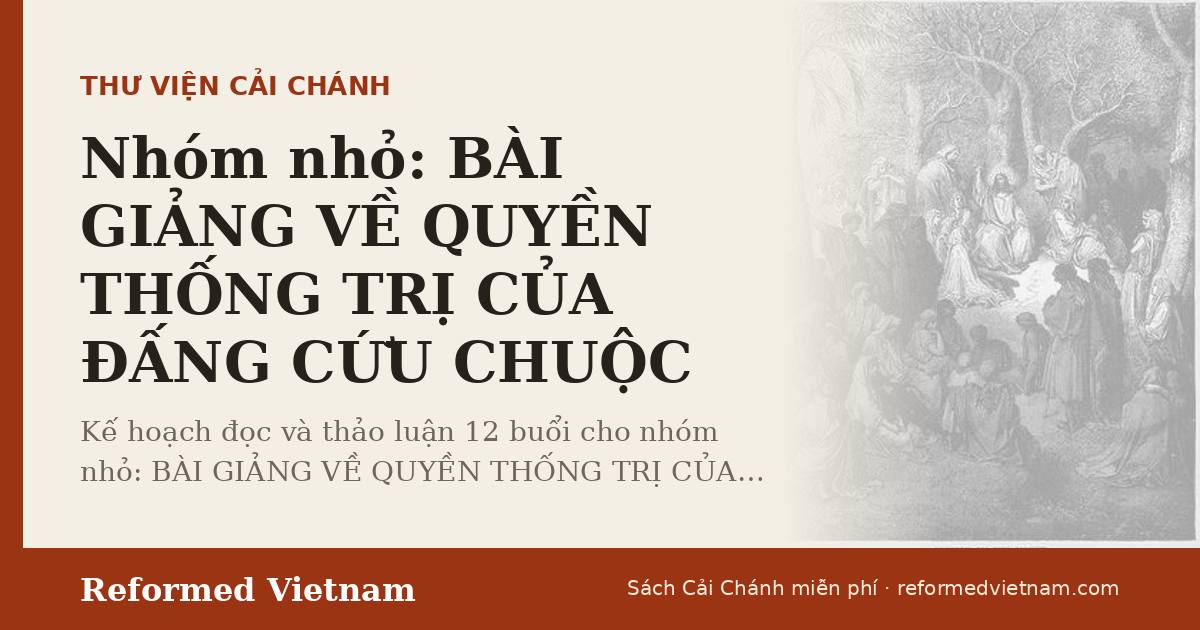 THƯ VIỆN CẢI CHÁNH
Nhóm nhỏ: BÀI
GIẢNG VỀ QUYỀN
THỐNG TRỊ CỦA
ĐẤNG CỨU CHUỘC
Kế hoạch đọc và thảo luận 12 buổi cho nhóm
nhỏ: BÀI GIẢNG VỀ QUYỀN THỐNG TRỊ CỦA…
Reformed Vietnam
Sách Cải Chánh miễn phí · reformedvietnam.com